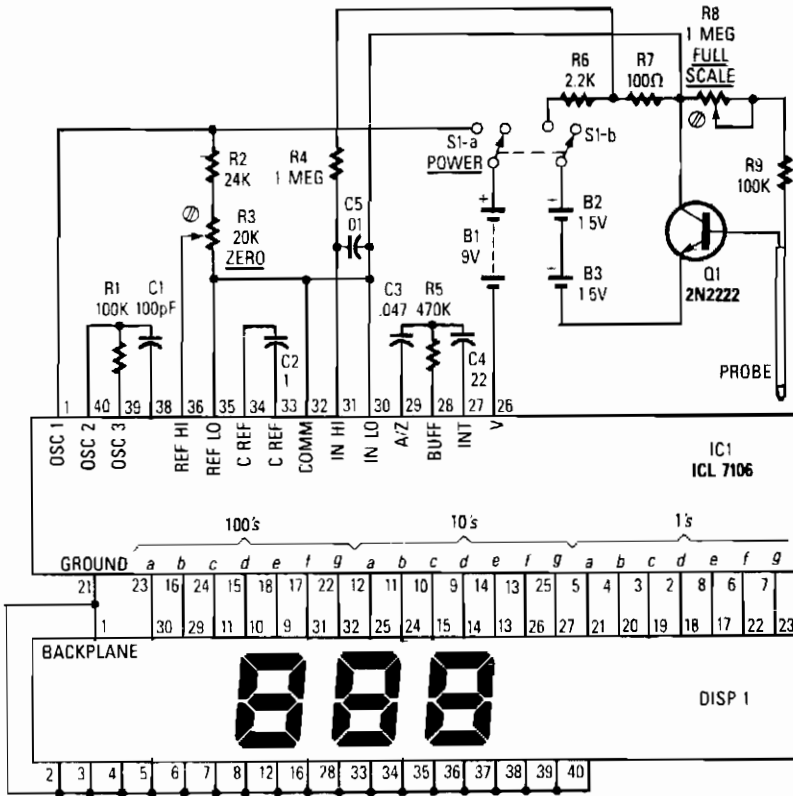 R8
1 MEG
FULL
SCALE
R6
2.2K
R7
100Ω
S1-a
POWER
S1-b
R2
24K
R4
1 MEG
R9
100K
R3
20K
ZERO
C5
01
+
B1
9V
B2
1 5V
B3
1 5V
Q1
2N2222
R1
100K
C1
100pF
C3
.047
R5
470K
C2
1
C4
22
PROBE
1 40 39 38 36 35 34 33 32 31 30 29 28 27 26
OSC 1
OSC 2
OSC 3
REF HI
REF LO
C REF
C REF
COMM
IN HI
IN LO
A/Z
BUFF
INT
V
IC1
ICL 7106
100's 10's 1's
GROUND a b c d e f g a b c d e f g a b c d e f g
21 23 16 24 15 18 17 22 12 11 10 9 14 13 25 5 4 3 2 8 6 7
1 30 29 11 10 9 31 32 25 24 15 14 13 26 27 21 20 19 18 17 22 23
BACKPLANE
888
DISP 1
2 3 4 5 6 7 8 12 16 28 33 34 35 36 37 38 39 40